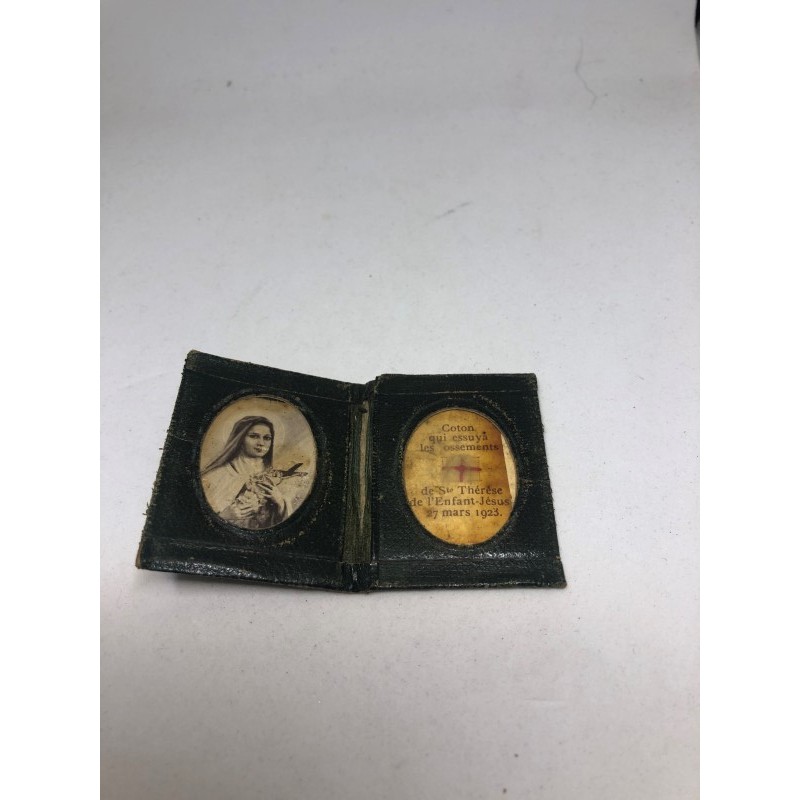 Coton
qui essuya
les ossements
de Ste Thérèse
de l'Enfant-Jésus
27 mars 1923.